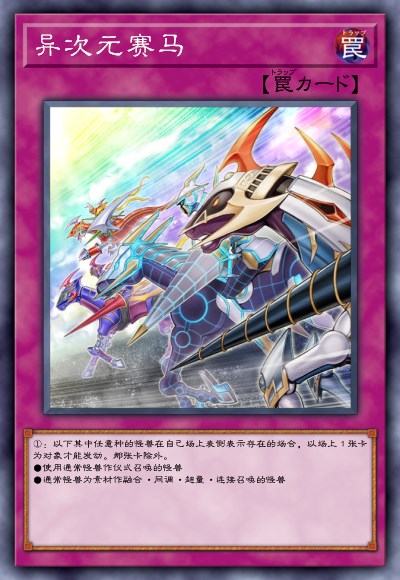 异次元赛马
トラップ
罠
トラップ
【罠カード】
①：以下其中任意种的怪兽在自己场上表侧表示存在的场合，以场上1张卡
为对象才能发动。那张卡除外。
●使用通常怪兽作仪式召唤的怪兽
●通常怪兽为素材作融合·同调·超量·连接召唤的怪兽